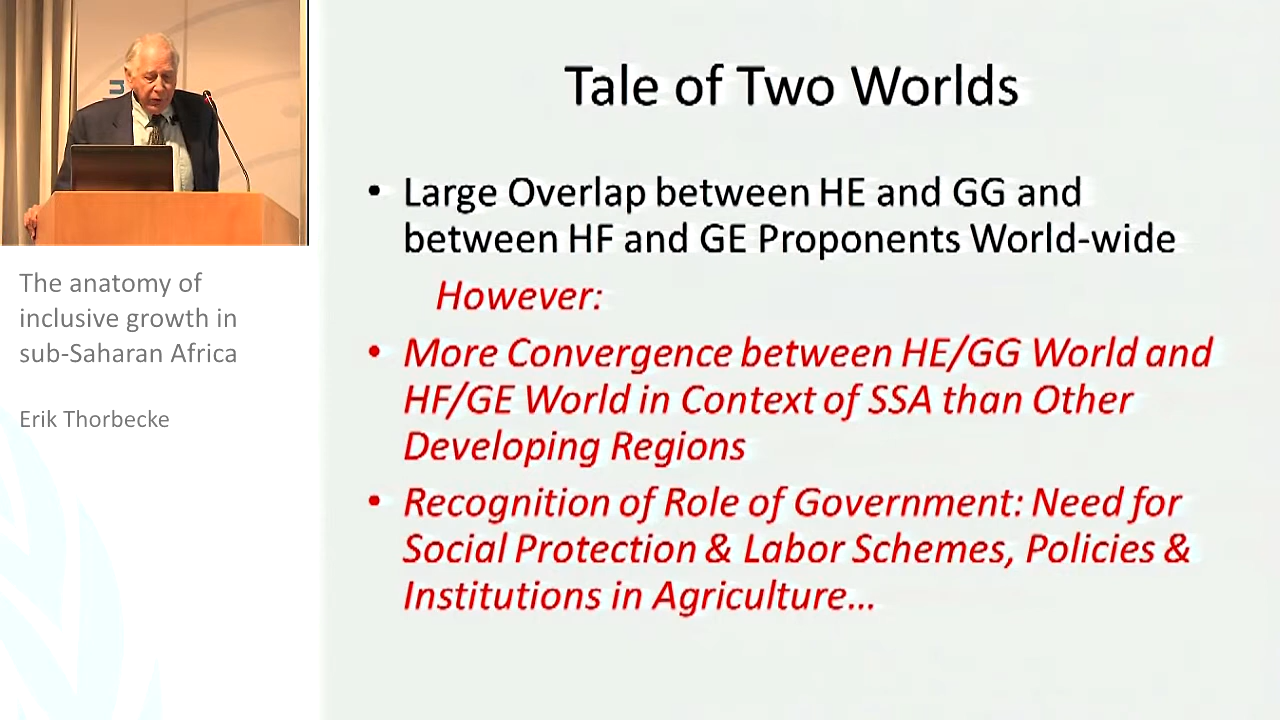 The anatomy of
inclusive growth in
sub-Saharan Africa
Erik Thorbecke
Tale of Two Worlds
• Large Overlap between HE and GG and
between HF and GE Proponents World-wide
However:
• More Convergence between HE/GG World and
HF/GE World in Context of SSA than Other
Developing Regions
• Recognition of Role of Government: Need for
Social Protection & Labor Schemes, Policies &
Institutions in Agriculture...